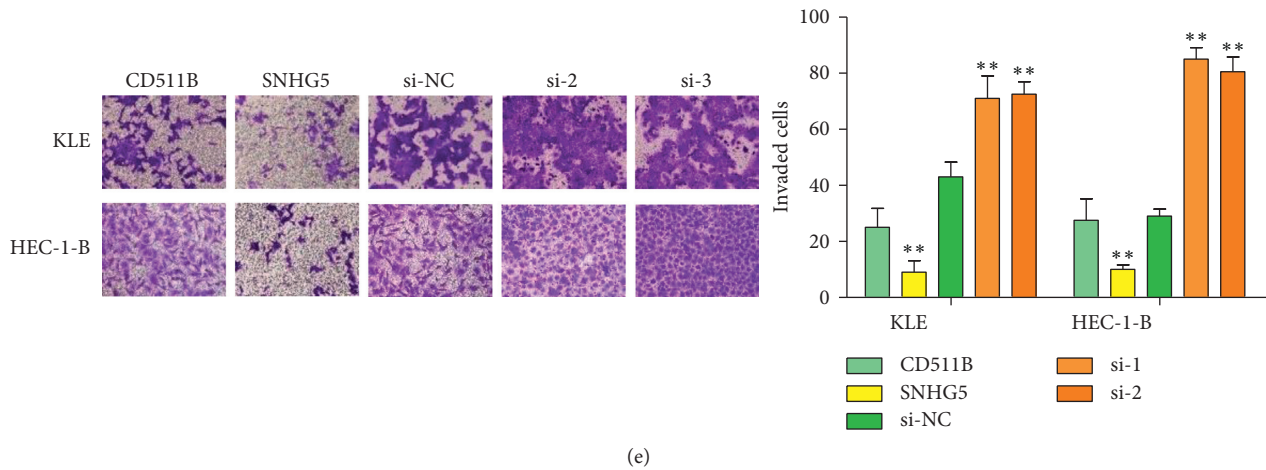 CD511B SNHG5 si-NC si-2 si-3
KLE
HEC-1-B
Invaded cells
100
80
60
40
20
0
** ** ** ** ** **
KLE HEC-1-B
CD511B si-1
SNHG5 si-2
si-NC
(e)